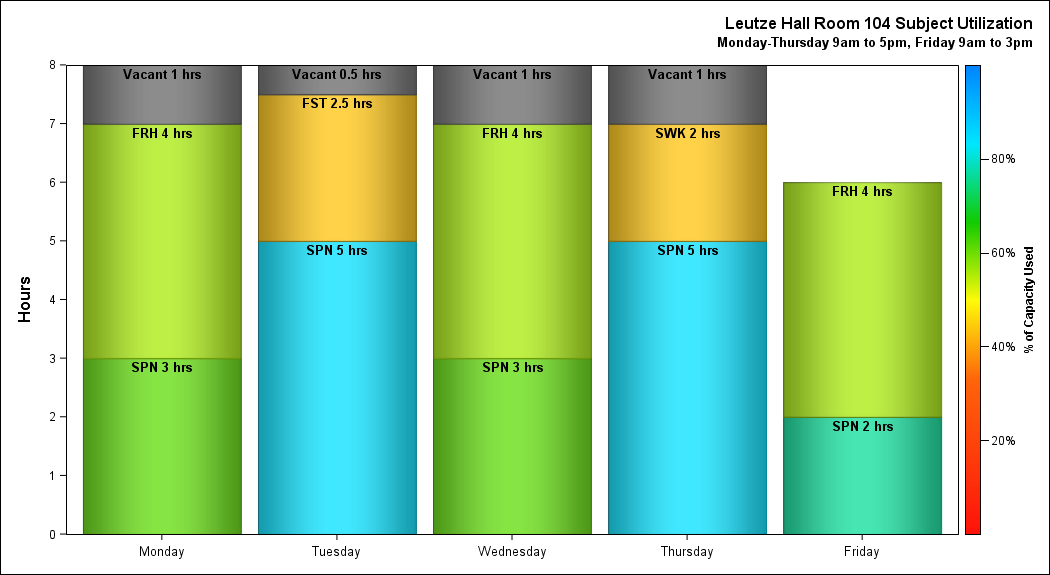 Leutze Hall Room 104 Subject Utilization
Monday-Thursday 9am to 5pm, Friday 9am to 3pm
Hours
8
7
6
5
4
3
2
1
0
Vacant 1 hrs
FRH 4 hrs
SPN 3 hrs
Vacant 0.5 hrs
FST 2.5 hrs
SPN 5 hrs
Vacant 1 hrs
FRH 4 hrs
SPN 3 hrs
Vacant 1 hrs
SWK 2 hrs
SPN 5 hrs
FRH 4 hrs
SPN 2 hrs
Monday
Tuesday
Wednesday
Thursday
Friday
80%
60%
40%
20%
% of Capacity Used